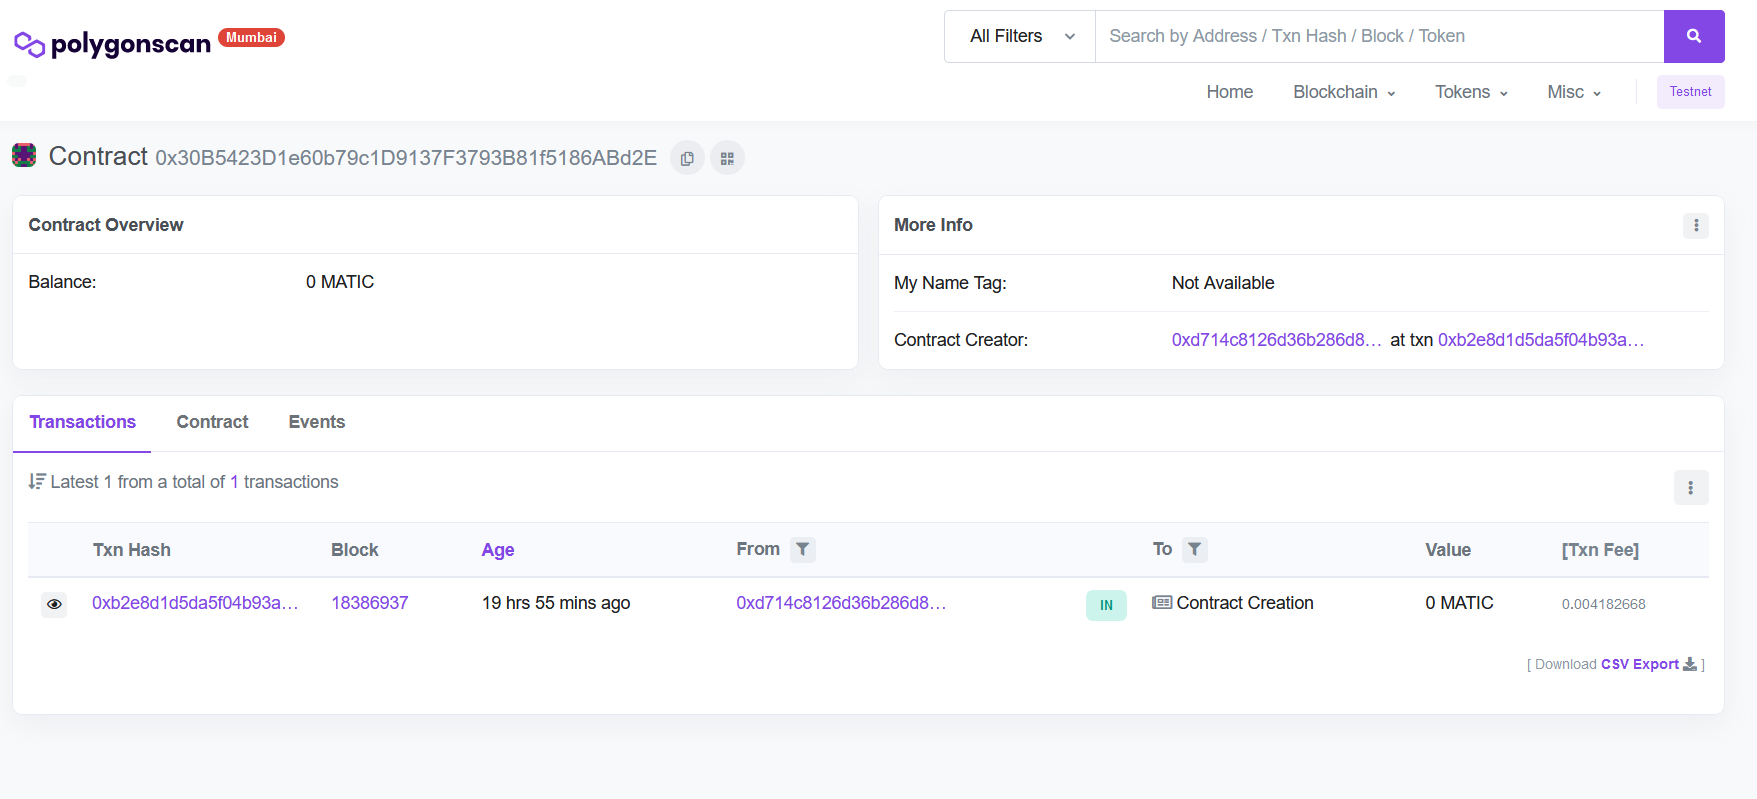 polygonscan Mumbai
All Filters Search by Address / Txn Hash / Block / Token
Home Blockchain Tokens Misc Testnet
Contract 0x30B5423D1e60b79c1D9137F3793B81f5186ABd2E
Contract Overview
Balance: 0 MATIC
More Info
My Name Tag: Not Available
Contract Creator: 0xd714c8126d36b286d8... at txn 0xb2e8d1d5da5f04b93a...
Transactions Contract Events
Latest 1 from a total of 1 transactions
Txn Hash Block Age From To Value [Txn Fee]
0xb2e8d1d5da5f04b93a... 18386937 19 hrs 55 mins ago 0xd714c8126d36b286d8... IN Contract Creation 0 MATIC 0.004182668
[ Download CSV Export ]